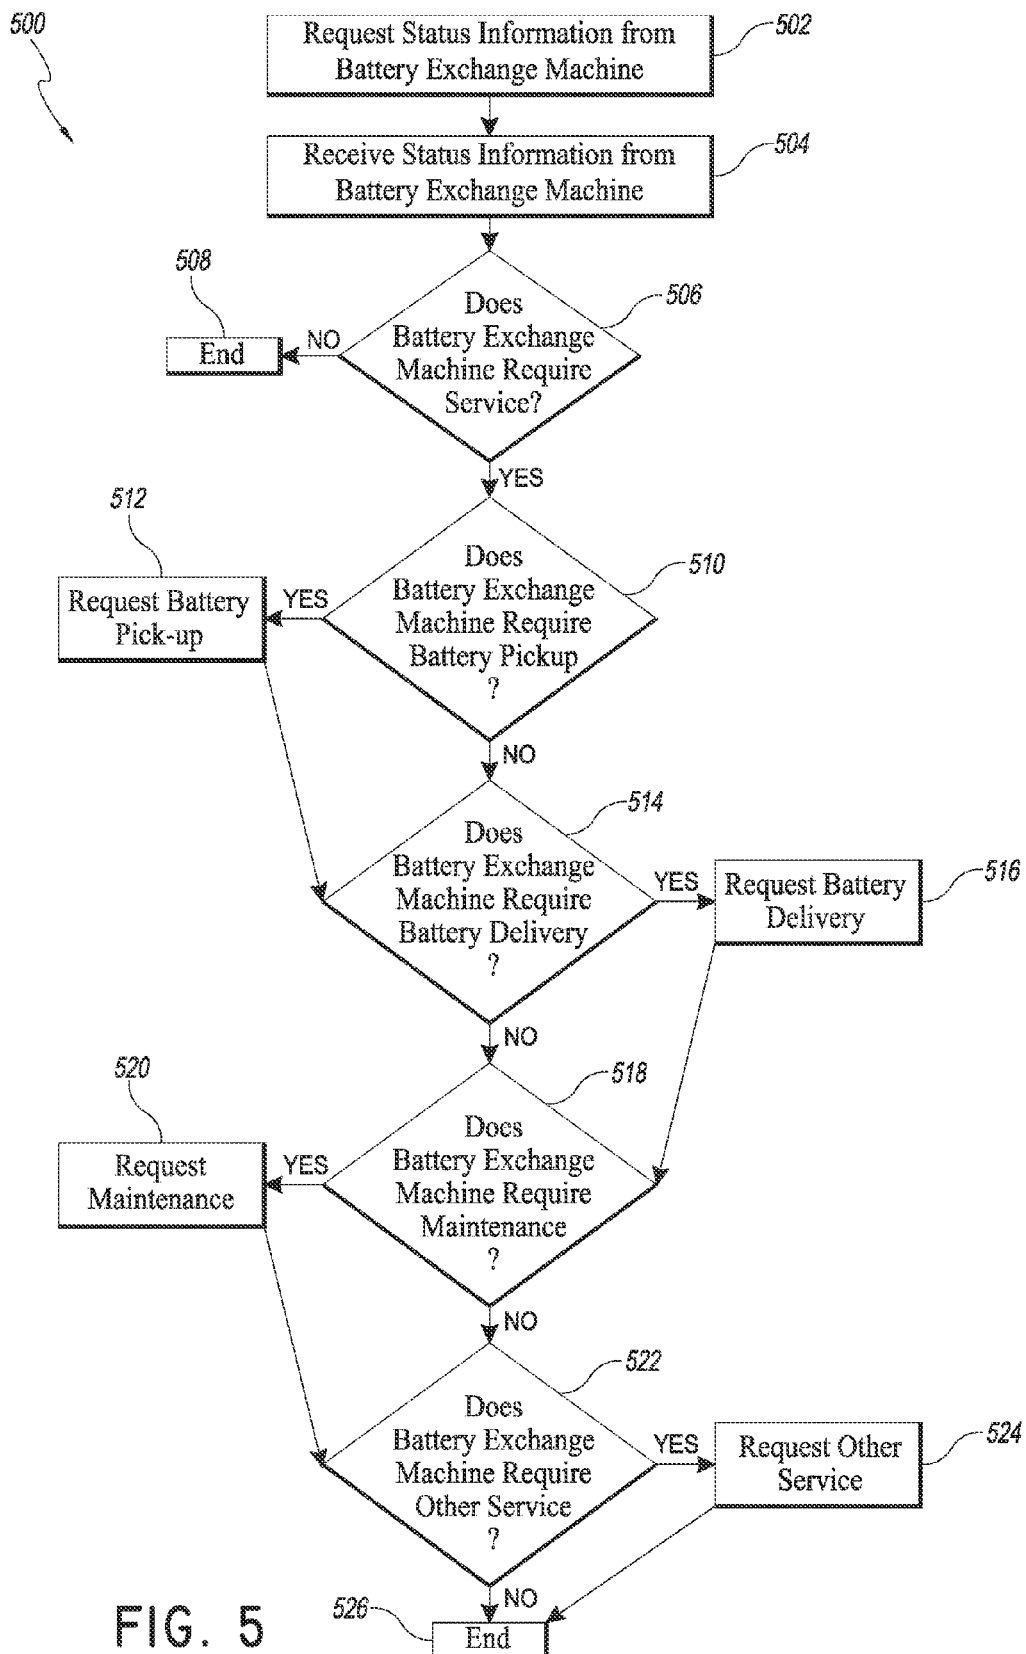 500
Request Status Information from
Battery Exchange Machine
502
Receive Status Information from
Battery Exchange Machine
504
508
End
NO
Does
Battery Exchange
Machine Require
Service?
506
YES
512
Request Battery
Pick-up
YES
Does
Battery Exchange
Machine Require
Battery Pickup
?
510
NO
Does
Battery Exchange
Machine Require
Battery Delivery
?
514
YES
Request Battery
Delivery
516
NO
520
Request
Maintenance
YES
Does
Battery Exchange
Machine Require
Maintenance
?
518
NO
Does
Battery Exchange
Machine Require
Other Service
?
522
YES
Request Other
Service
524
NO
526
End
FIG. 5